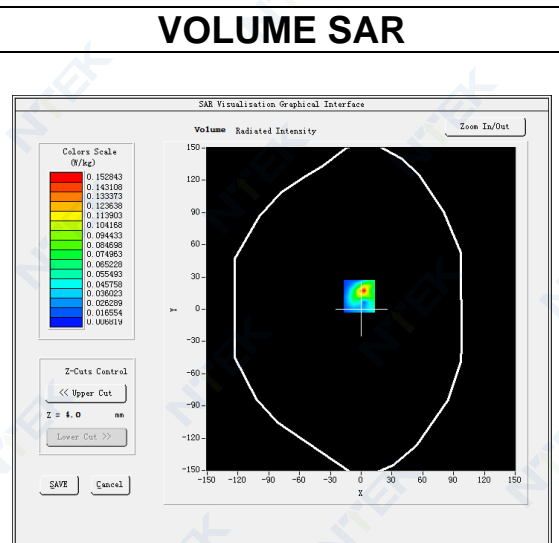 VOLUME SAR
SAR Visualisation Graphical Interface
Volume Radiated Intensity
Zoom In/Out
Colors Scale
(W/kg)
0.152843
0.143108
0.133373
0.123638
0.113903
0.104168
0.094433
0.084698
0.074963
0.065228
0.055493
0.045758
0.036023
0.026289
0.016554
0.006819
Z-Cuts Control
<< Upper Cut
Z = 4.0 mm
Lower Cut >>
SAVE Cancel
150
120
90
60
30
Y 0
-30
-60
-90
-120
-150
-150 -120 -90 -60 -30 0 30 60 90 120 150
X
NTEK